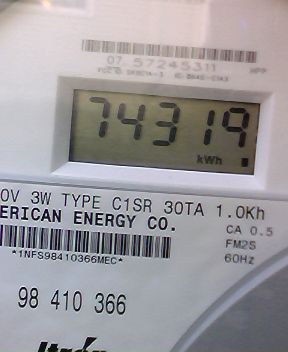 07 57245311
74319
kWh
0V 3W TYPE C1SR 30TA 1.0Kh
ERICAN ENERGY CO.
CA 0.5
FM2S
60Hz
*1NFS98410366MEC*
98 410 366
Itron